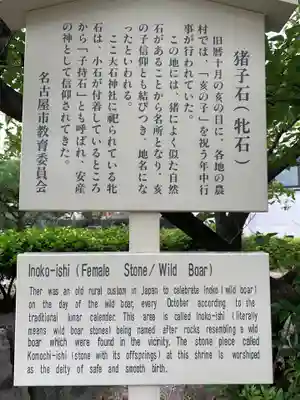 猪子石(牝石)
旧暦十月の亥の日に、各地の農
村では、「亥の子」を祝う年中行
事が行われていた。
この地には、猪によく似た自然
石があることから名所となり、亥
の子信仰とも結びつき、地名にな
ったといわれる。
ここ大石神社に祀られている牝
石は、小石が付着しているところ
から「子持石」とも呼ばれ、安産
の神として信仰されてきた。
名古屋市教育委員会
Inoko-ishi (Female Stone/Wild Boar)
Ther was an old rural custom in Japan to celebrate Inoko (wild boar)
on the day of the wild boar, every October according to the
traditional lunar calender. This area is called Inoko-ishi (literally
means wild boar stones) being named after rocks resembling a wild
boar which were found in the vicinity. The stone piece called
Komochi-ishi (stone with its offsprings) at this shrine is worshiped
as the deity of safe and smooth birth.